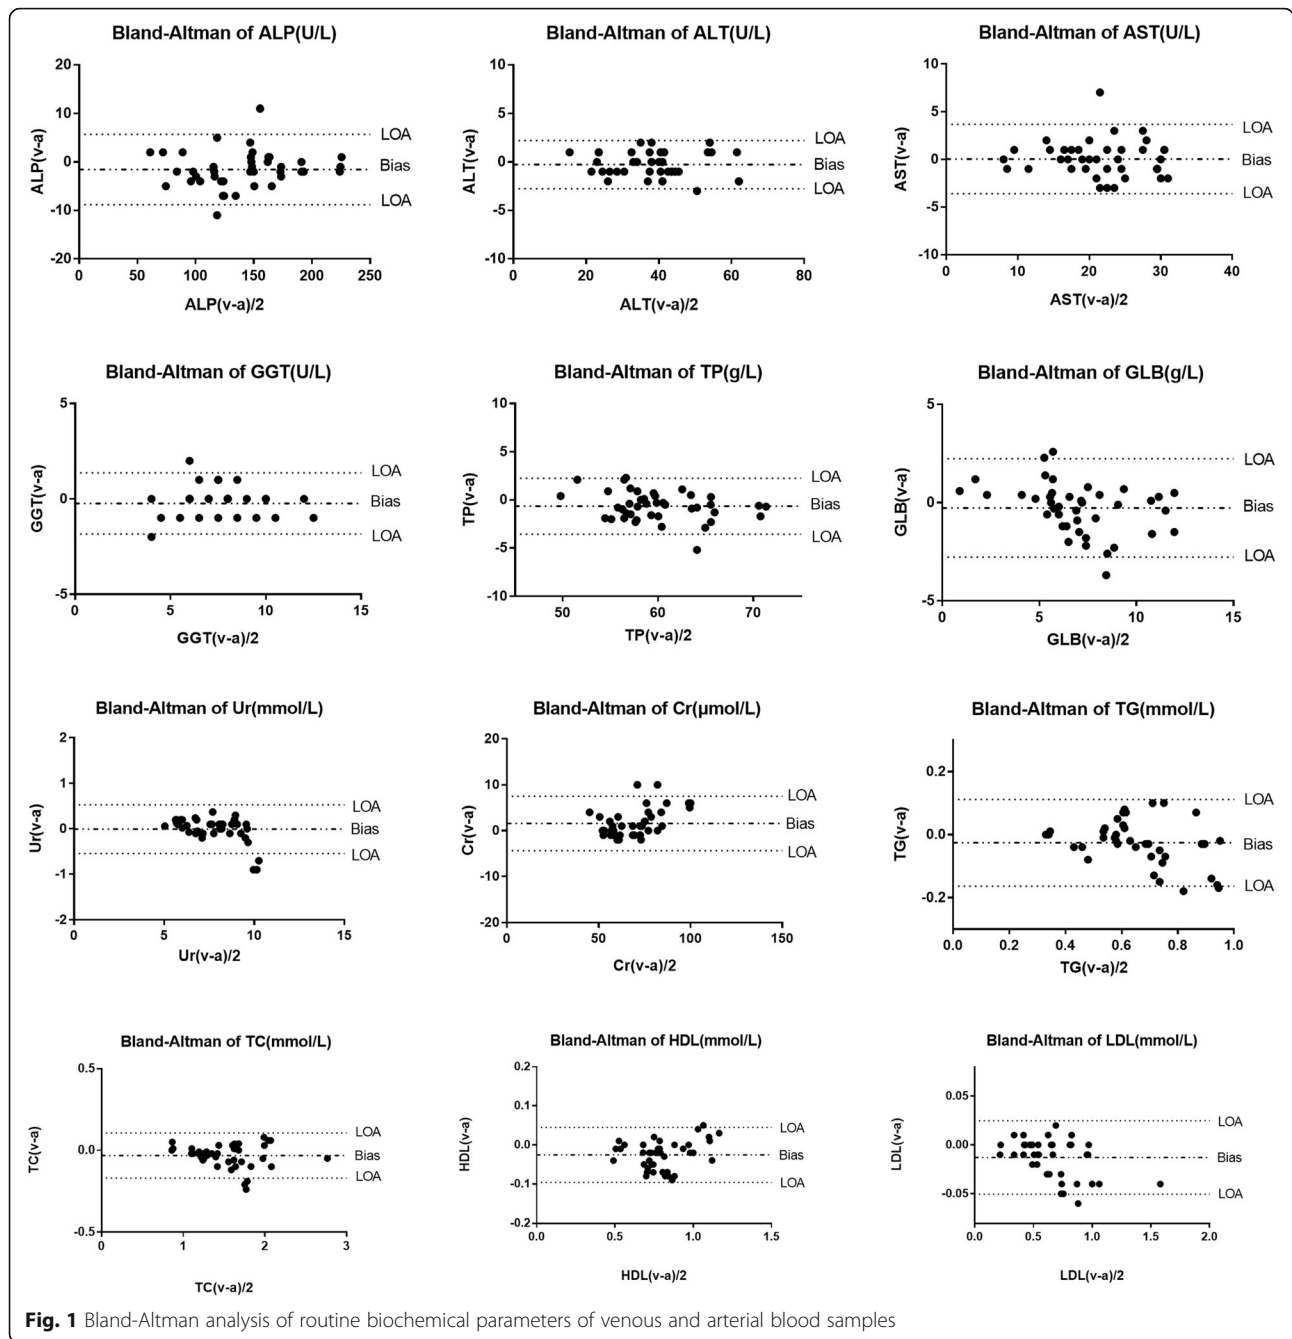 Bland-Altman of ALP(U/L)
ALP(v-a)
20
10
0
-10
-20
LOA
Bias
LOA
0 50 100 150 200 250
ALP(v-a)/2
Bland-Altman of ALT(U/L)
ALT(v-a)
10
5
0
-5
-10
LOA
Bias
LOA
0 20 40 60 80
ALT(v-a)/2
Bland-Altman of AST(U/L)
AST(v-a)
10
5
0
-5
-10
LOA
Bias
LOA
0 10 20 30 40
AST(v-a)/2
Bland-Altman of GGT(U/L)
GGT(v-a)
5
0
-5
LOA
Bias
LOA
0 5 10 15
GGT(v-a)/2
Bland-Altman of TP(g/L)
TP(v-a)
10
5
0
-5
-10
LOA
Bias
LOA
50 60 70
TP(v-a)/2
Bland-Altman of GLB(g/L)
GLB(v-a)
5
0
-5
LOA
Bias
LOA
0 5 10 15
GLB(v-a)/2
Bland-Altman of Ur(mmol/L)
Ur(v-a)
2
1
0
-1
-2
LOA
Bias
LOA
0 5 10 15
Ur(v-a)/2
Bland-Altman of Cr(μmol/L)
Cr(v-a)
20
10
0
-10
-20
LOA
Bias
LOA
0 50 100 150
Cr(v-a)/2
Bland-Altman of TG(mmol/L)
TG(v-a)
0.2
0.0
-0.2
LOA
Bias
LOA
0.0 0.2 0.4 0.6 0.8 1.0
TG(v-a)/2
Bland-Altman of TC(mmol/L)
TC(v-a)
0.5
0.0
-0.5
LOA
Bias
LOA
0 1 2 3
TC(v-a)/2
Bland-Altman of HDL(mmol/L)
HDL(v-a)
0.2
0.1
0.0
-0.1
-0.2
LOA
Bias
LOA
0.0 0.5 1.0 1.5
HDL(v-a)/2
Bland-Altman of LDL(mmol/L)
LDL(v-a)
0.05
0.00
-0.05
LOA
Bias
LOA
0.0 0.5 1.0 1.5 2.0
LDL(v-a)/2
Fig. 1 Bland-Altman analysis of routine biochemical parameters of venous and arterial blood samples